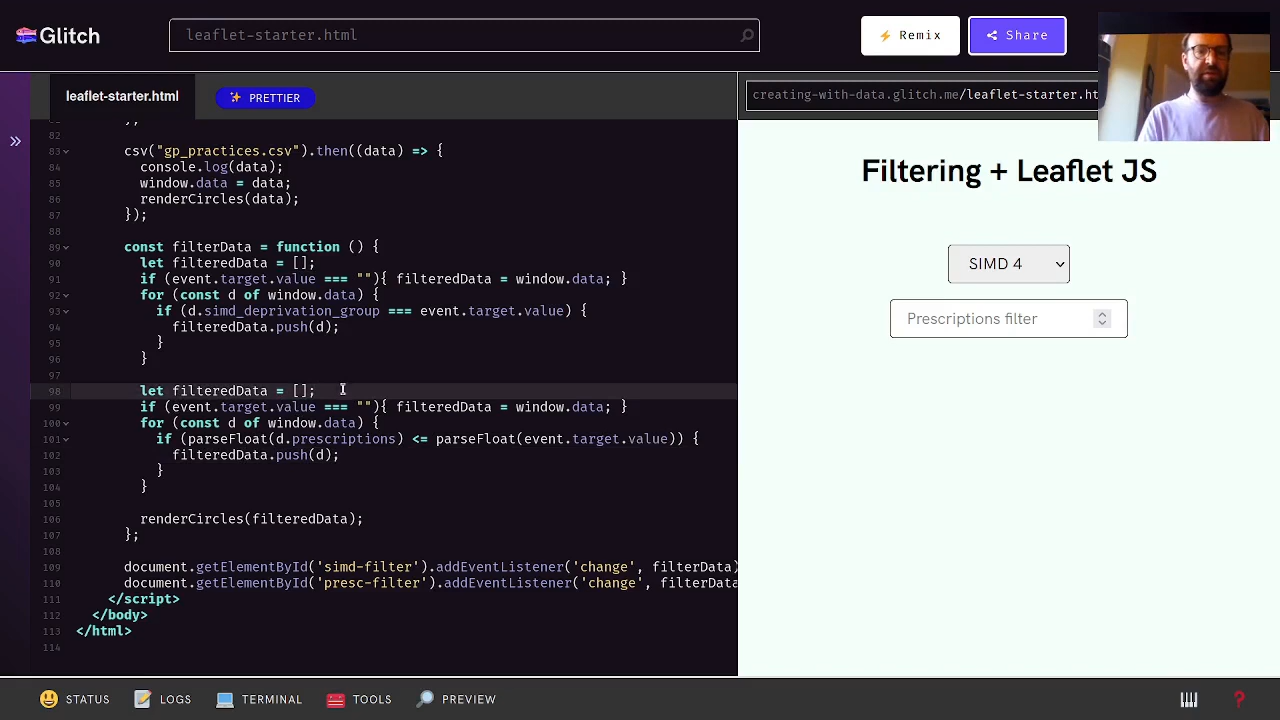 Glitch
leaflet-starter.html
Remix
Share
leaflet-starter.html
PRETTIER
creating-with-data.glitch.me/leaflet-starter.ht
82
83 csv("gp_practices.csv").then((data) => {
84 console.log(data);
85 window.data = data;
86 renderCircles(data);
87 });
88
89 const filterData = function () {
90 let filteredData = [];
91 if (event.target.value === ""){ filteredData = window.data; }
92 for (const d of window.data) {
93 if (d.simd_deprivation_group === event.target.value) {
94 filteredData.push(d);
95 }
96 }
97
98 let filteredData = [];
99 if (event.target.value === ""){ filteredData = window.data; }
100 for (const d of window.data) {
101 if (parseFloat(d.prescriptions) <= parseFloat(event.target.value)) {
102 filteredData.push(d);
103 }
104 }
105
106 renderCircles(filteredData);
107 };
108
109 document.getElementById('simd-filter').addEventListener('change', filterData)
110 document.getElementById('presc-filter').addEventListener('change', filterData
111 </script>
112 </body>
113 </html>
114
Filtering + Leaflet JS
SIMD 4
Prescriptions filter
STATUS
LOGS
TERMINAL
TOOLS
PREVIEW
?